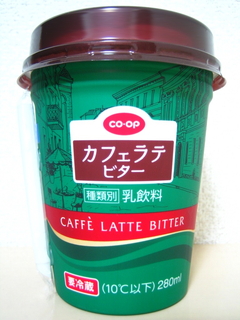 CO·OP
カフェラテ
ビター
種類別 乳飲料
CAFFÈ LATTE BITTER
要冷蔵 (10℃以下) 280ml